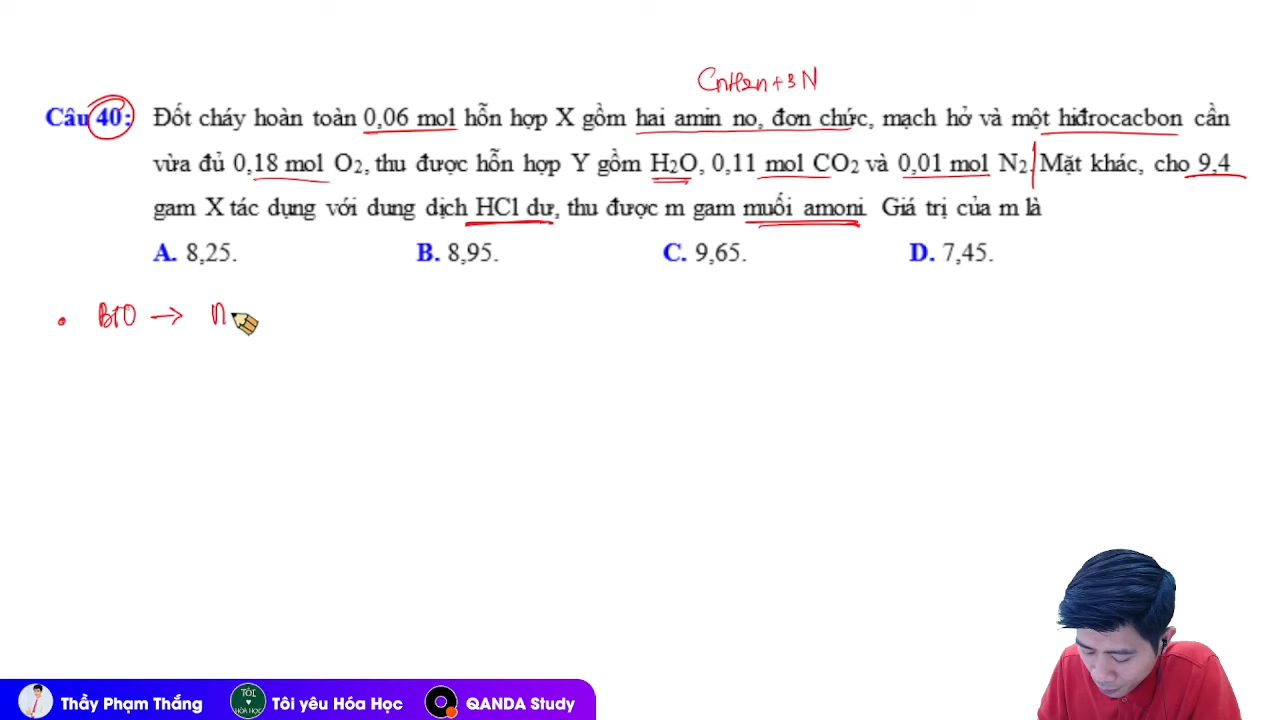 CnH2n+3N
Câu 40: Đốt cháy hoàn toàn 0,06 mol hỗn hợp X gồm hai amin no, đơn chức, mạch hở và một hiđrocacbon cần
vừa đủ 0,18 mol O2, thu được hỗn hợp Y gồm H2O, 0,11 mol CO2 và 0,01 mol N2. Mặt khác, cho 9,4
gam X tác dụng với dung dịch HCl dư, thu được m gam muối amoni. Giá trị của m là
A. 8,25. B. 8,95. C. 9,65. D. 7,45.
• BTO → n
Thầy Phạm Thắng TÔI ♥ HÓA HỌC Tôi yêu Hóa Học QANDA Study